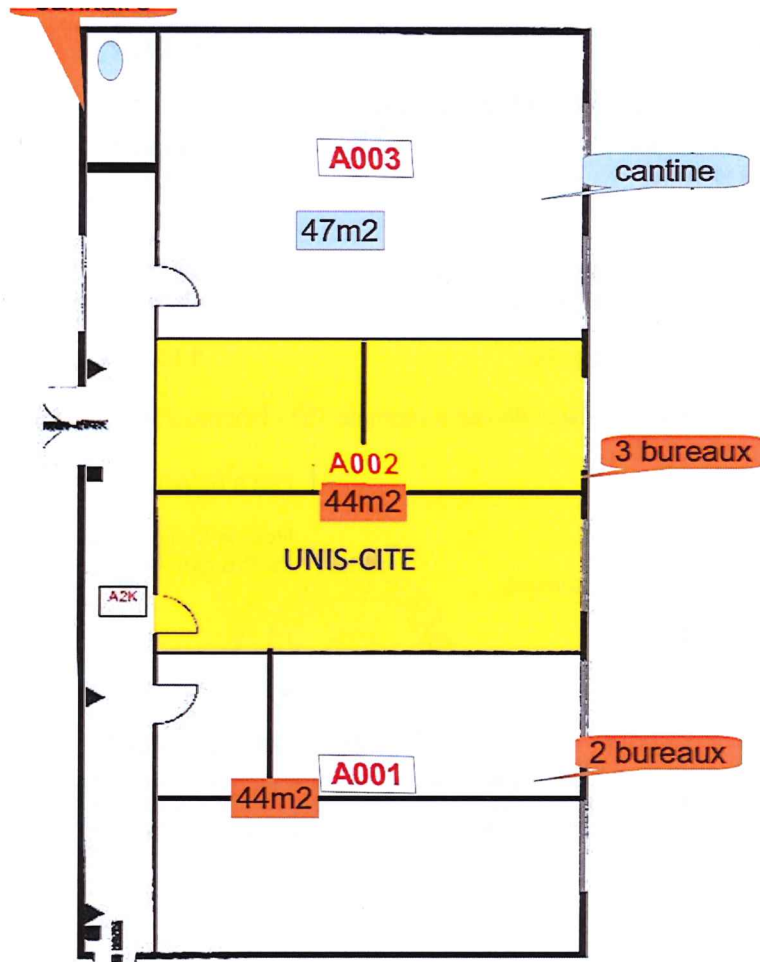 A003
cantine
47m2
A002
3 bureaux
44m2
UNIS-CITE
A2K
2 bureaux
A001
44m2